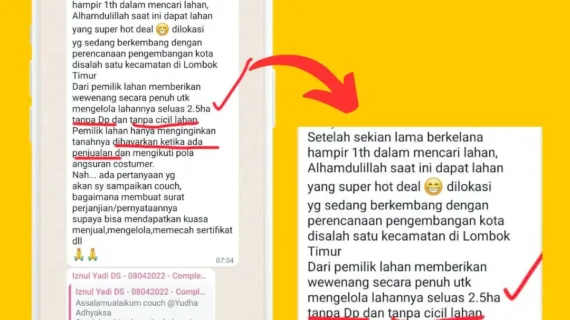 hampir 1th dalam mencari lahan,
Alhamdulillah saat ini dapat lahan
yang super hot deal 😁 dilokasi
yg sedang berkembang dengan
perencanaan pengembangan kota
disalah satu kecamatan di Lombok
Timur
Dari pemilik lahan memberikan
wewenang secara penuh utk
mengelola lahannya seluas 2.5ha
tanpa Dp dan tanpa cicil lahan.
Pemilik lahan hanya menginginkan
tanahnya dibayarkan ketika ada
penjualan dan mengikuti pola
angsuran costumer.
Nah... ada pertanyaan yg
akan sy sampaikan couch,
bagaimana membuat surat
perjanjian/pernyataannya
supaya bisa mendapatkan kuasa
menjual,mengelola,memecah sertifikat
dll
🙏🙏 07:04
Iznul Yadi DS - 08042022 - Comple...
Iznul Yadi DS - 08042022 - Complet...
Assalamualaikum couch @Yudha
Adhyaksa
Setelah sekian lama berkelana
hampir 1th dalam mencari lahan,
Alhamdulillah saat ini dapat lahan
yang super hot deal 😁 dilokasi
yg sedang berkembang dengan
perencanaan pengembangan kota
disalah satu kecamatan di Lombok
Timur
Dari pemilik lahan memberikan
wewenang secara penuh utk
mengelola lahannya seluas 2.5ha
tanpa Dp dan tanpa cicil lahan